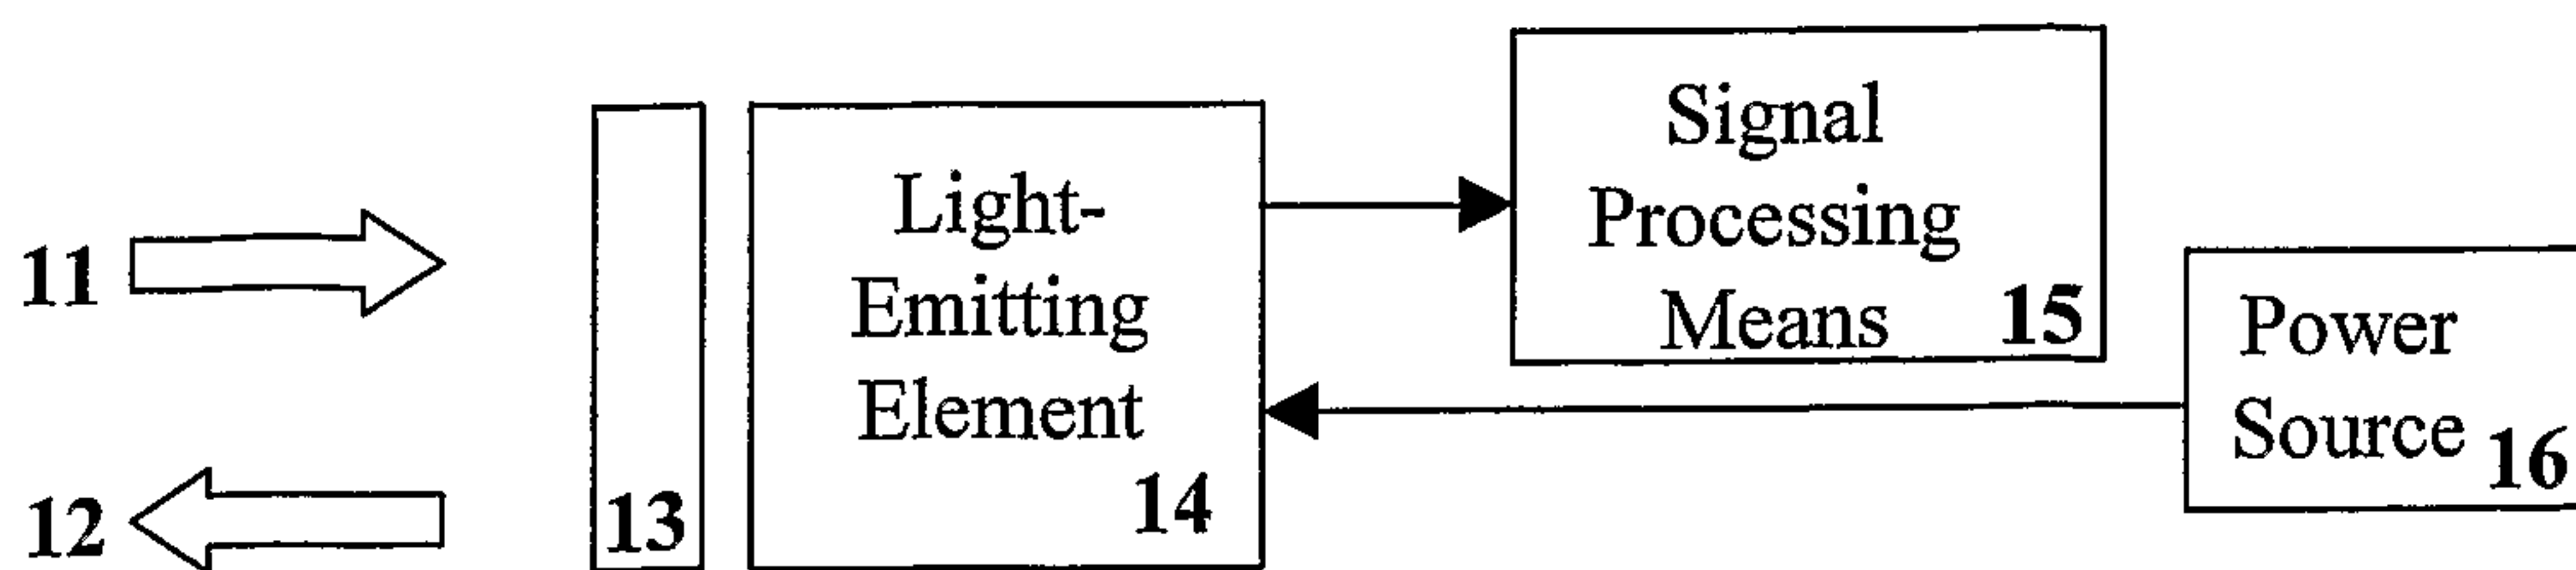 11
12
13
Light-
Emitting
Element
14
Signal
Processing
Means 15
Power
Source 16